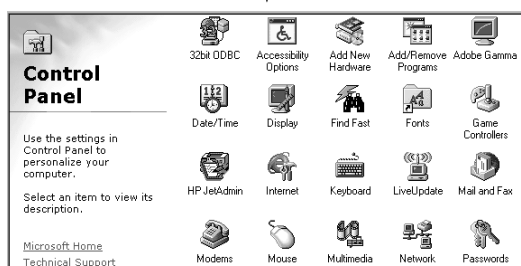 Control
Panel
Use the settings in
Control Panel to
personalize your
computer.
Select an item to view its
description.
Microsoft Home
Technical Support
32bit ODBC
Accessibility
Options
Add New
Hardware
Add/Remove
Programs
Adobe Gamma
Date/Time
Display
Find Fast
Fonts
Game
Controllers
HP JetAdmin
Internet
Keyboard
LiveUpdate
Mail and Fax
Modems
Mouse
Multimedia
Network
Passwords